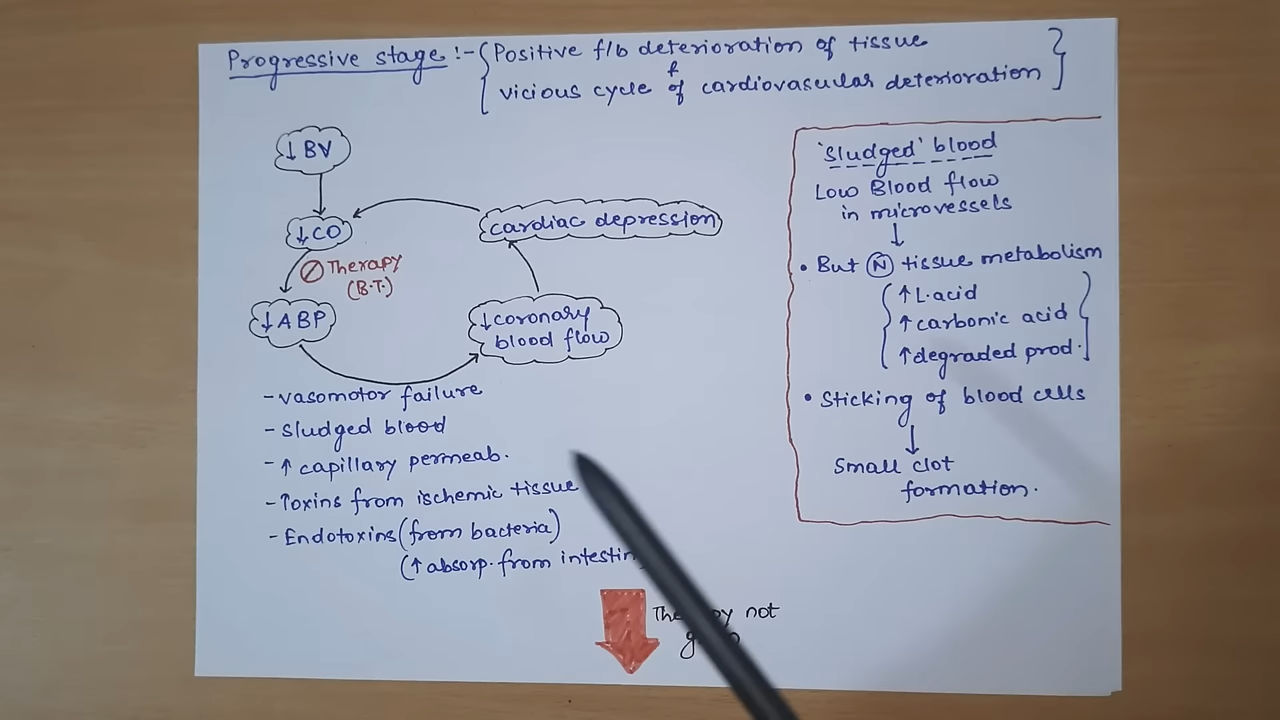 Progressive stage :- {Positive f/b deterioration of tissue
&
vicious cycle of cardiovascular deterioration}
↓BV
↓CO
Therapy
(B.T.)
↓ABP
cardiac depression
↓coronary
blood flow
- vasomotor failure
- sludged blood
- ↑ capillary permeab.
- Toxins from ischemic tissue
- Endotoxins (from bacteria)
(↑ absorp. from
'sludged' blood
Low Blood flow
in microvessels
↓
• But Ⓝ tissue metabolism
↑ L.acid
↑ carbonic acid
↑ degraded prod.
• Sticking of blood cells
↓
Small clot
formation.
not